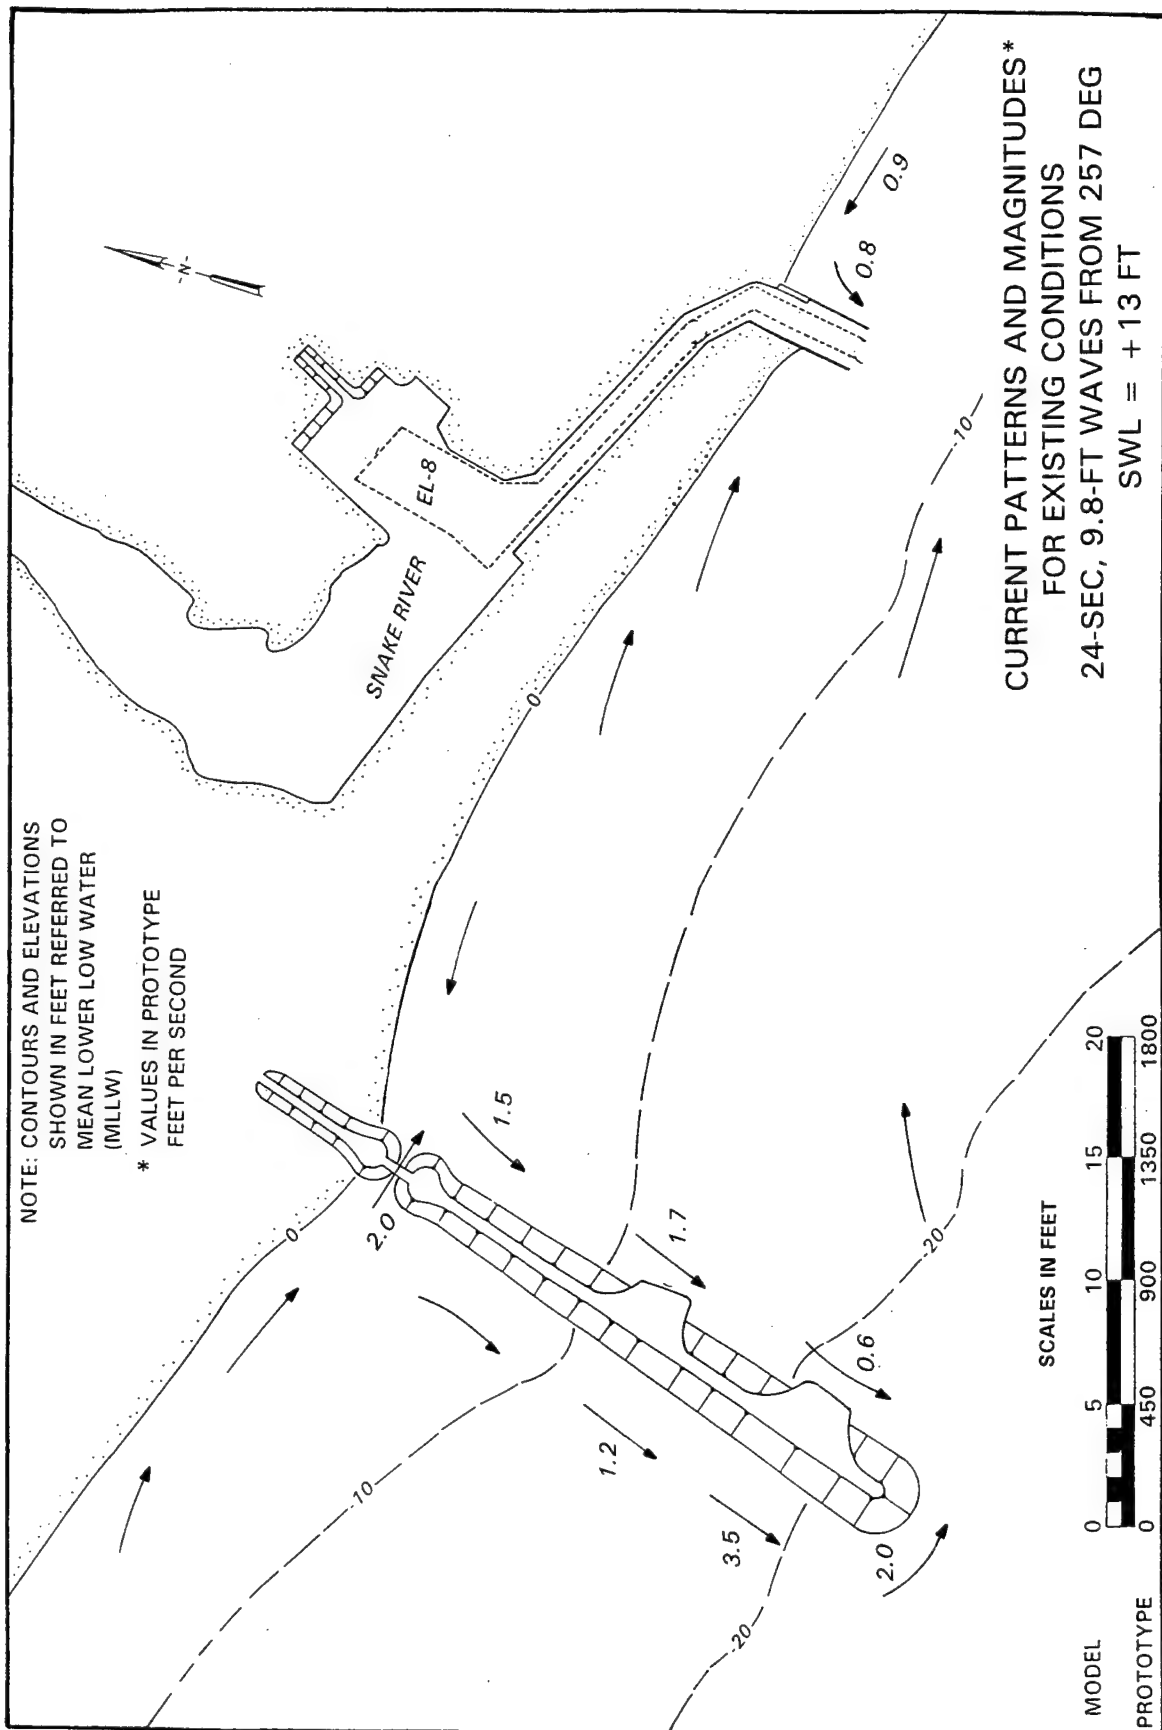 NOTE: CONTOURS AND ELEVATIONS
SHOWN IN FEET REFERRED TO
MEAN LOWER LOW WATER
(MLLW)
* VALUES IN PROTOTYPE
FEET PER SECOND
-N-
SNAKE RIVER
EL-8
0
0
2.0
1.5
1.7
0.6
1.2
3.5
2.0
0.8
0.9
-10
-10
-20
-20
SCALES IN FEET
MODEL 0 5 10 15 20
PROTOTYPE 0 450 900 1350 1800
CURRENT PATTERNS AND MAGNITUDES*
FOR EXISTING CONDITIONS
24-SEC, 9.8-FT WAVES FROM 257 DEG
SWL = +13 FT